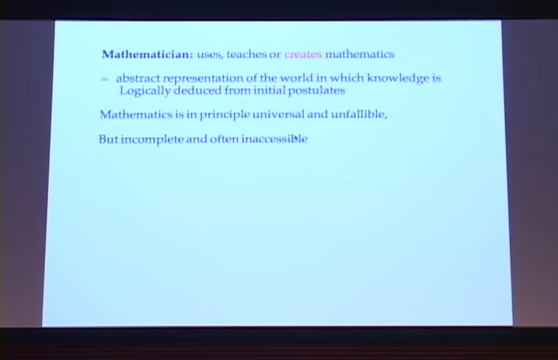 Mathematician: uses, teaches or creates mathematics
= abstract representation of the world in which knowledge is
Logically deduced from initial postulates
Mathematics is in principle universal and unfallible,
But incomplete and often inaccessible